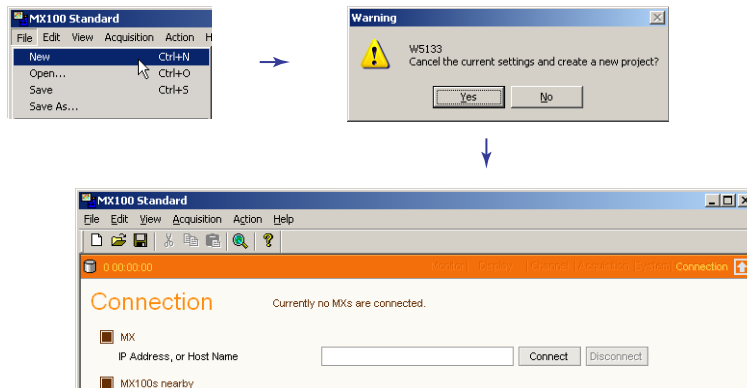 MX100 Standard
File Edit View Acquisition Action H
New Ctrl+N
Open... Ctrl+O
Save Ctrl+S
Save As...
Warning
W5133
Cancel the current settings and create a new project?
Yes No
MX100 Standard
File Edit View Acquisition Action Help
0 00:00:00 Monitor Display Channel Acquisition System Connection
Connection Currently no MXs are connected.
MX
IP Address, or Host Name Connect Disconnect
MX100s nearby